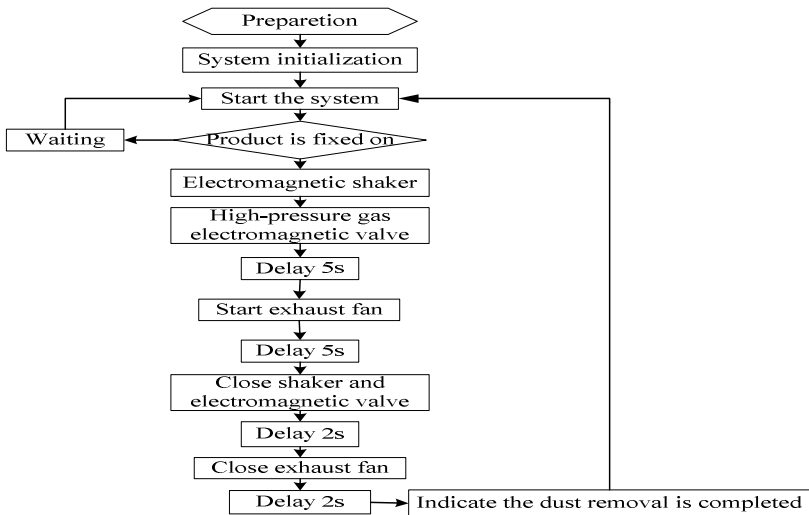 Preparetion
System initialization
Start the system
Waiting
Product is fixed on
Electromagnetic shaker
High-pressure gas
electromagnetic valve
Delay 5s
Start exhaust fan
Delay 5s
Close shaker and
electromagnetic valve
Delay 2s
Close exhaust fan
Delay 2s
Indicate the dust removal is completed